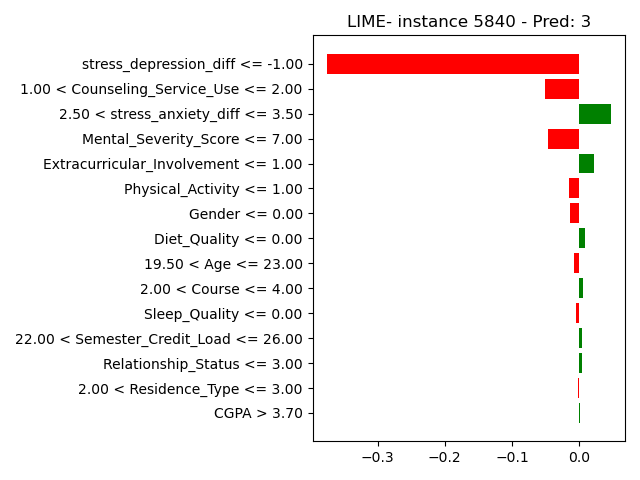 LIME- instance 5840 - Pred: 3
stress_depression_diff <= -1.00
1.00 < Counseling_Service_Use <= 2.00
2.50 < stress_anxiety_diff <= 3.50
Mental_Severity_Score <= 7.00
Extracurricular_Involvement <= 1.00
Physical_Activity <= 1.00
Gender <= 0.00
Diet_Quality <= 0.00
19.50 < Age <= 23.00
2.00 < Course <= 4.00
Sleep_Quality <= 0.00
22.00 < Semester_Credit_Load <= 26.00
Relationship_Status <= 3.00
2.00 < Residence_Type <= 3.00
CGPA > 3.70
−0.3 −0.2 −0.1 0.0